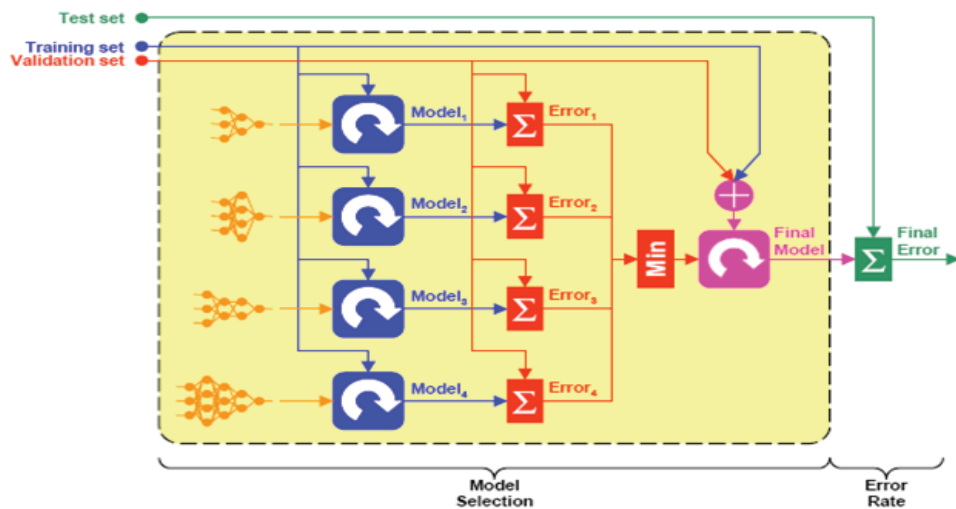 Test set
Training set
Validation set
Model1
Σ
Error1
Model2
Σ
Error2
Model3
Σ
Error3
Model4
Σ
Error4
Min
Final
Model
Σ
Final
Error
Model
Selection
Error
Rate